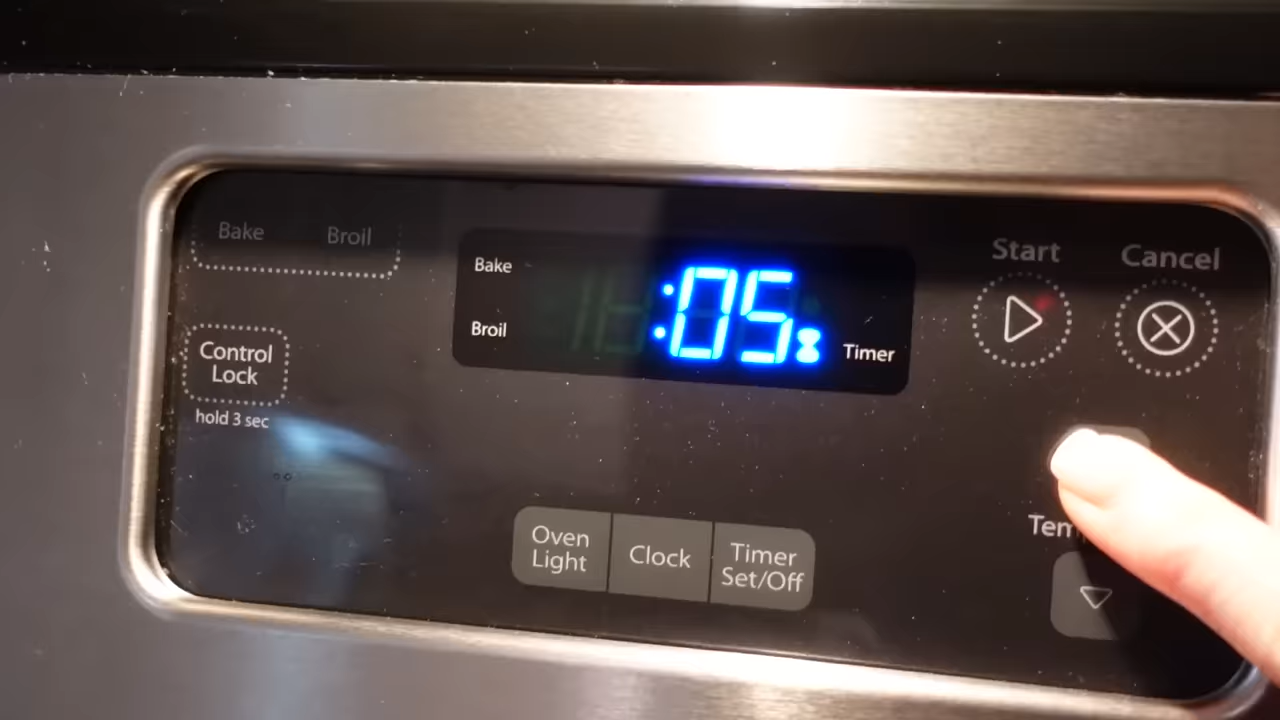 Bake Broil
Control
Lock
hold 3 sec
Bake
Broil
:05
Timer
Start Cancel
Oven
Light
Clock
Timer
Set/Off